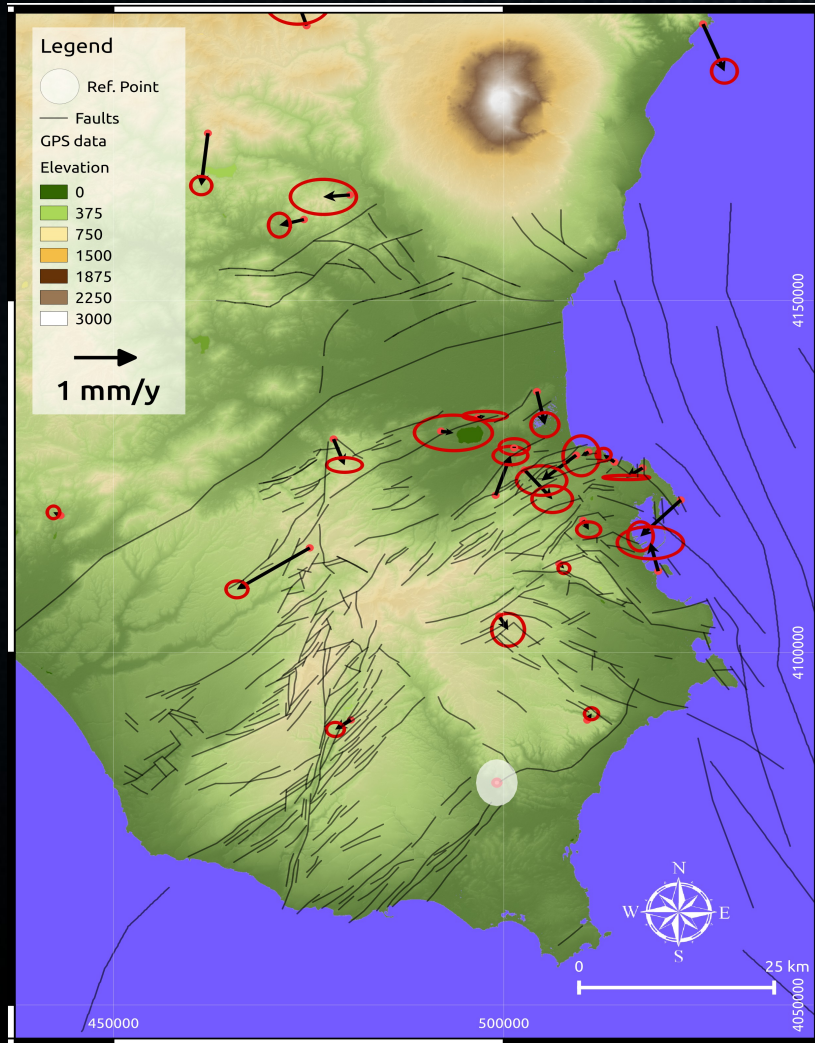 Legend
Ref. Point
Faults
GPS data
Elevation
0
375
750
1500
1875
2250
3000
1 mm/y
4150000
4100000
4050000
N
W
E
S
0
25 km
450000
500000